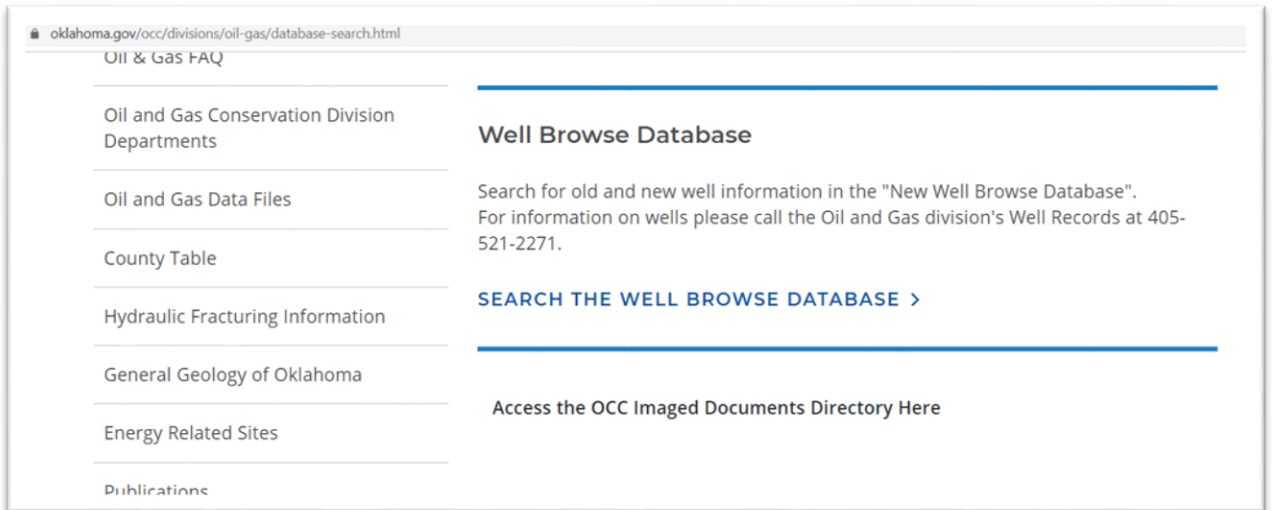 oklahoma.gov/occ/divisions/oil-gas/database-search.html
Oil & Gas FAQ
Oil and Gas Conservation Division
Departments
Oil and Gas Data Files
County Table
Hydraulic Fracturing Information
General Geology of Oklahoma
Energy Related Sites
Publications
Well Browse Database
Search for old and new well information in the "New Well Browse Database".
For information on wells please call the Oil and Gas division's Well Records at 405-
521-2271.
SEARCH THE WELL BROWSE DATABASE >
Access the OCC Imaged Documents Directory Here